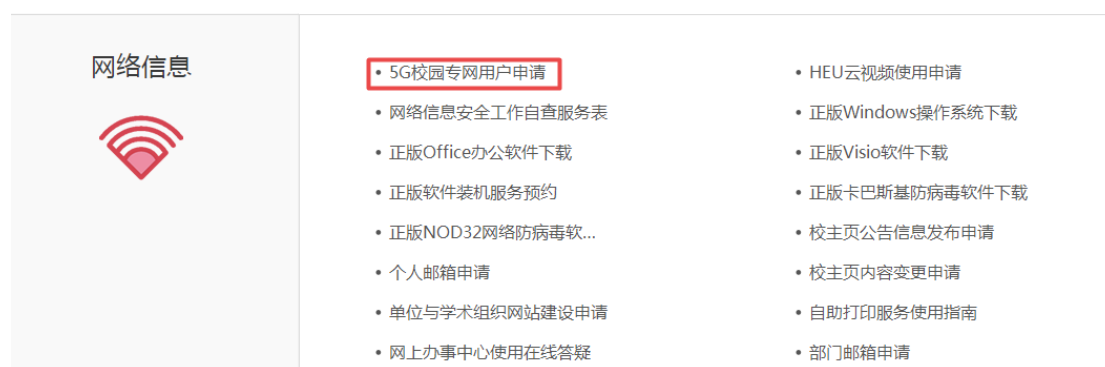 网络信息
• 5G校园专网用户申请
• HEU云视频使用申请
• 网络信息安全工作自查服务表
• 正版Windows操作系统下载
• 正版Office办公软件下载
• 正版Visio软件下载
• 正版软件装机服务预约
• 正版卡巴斯基防病毒软件下载
• 正版NOD32网络防病毒软...
• 校主页公告信息发布申请
• 个人邮箱申请
• 校主页内容变更申请
• 单位与学术组织网站建设申请
• 自助打印服务使用指南
• 网上办事中心使用在线答疑
• 部门邮箱申请